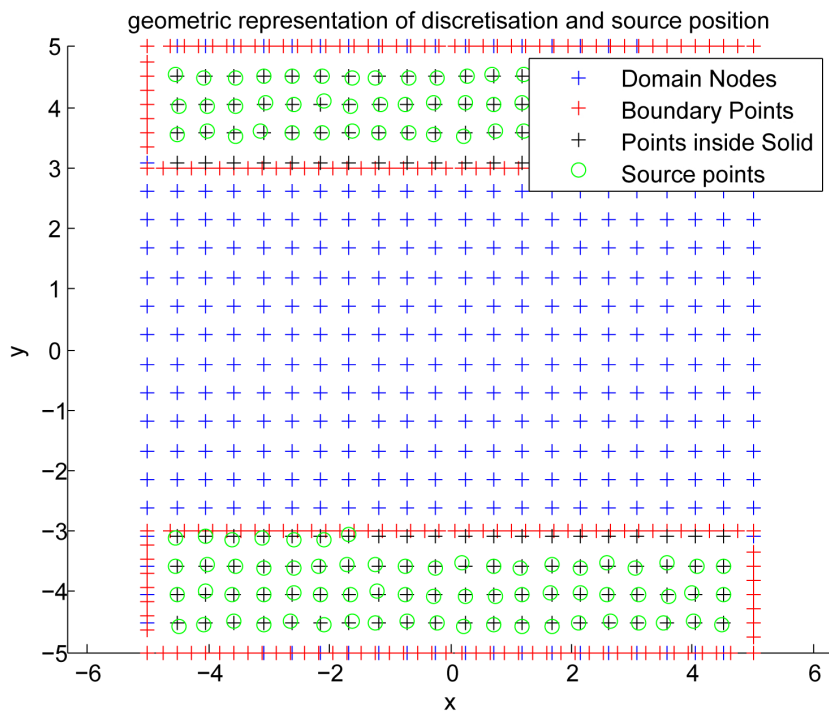 geometric representation of discretisation and source position
5
4
3
2
1
0
−1
−2
−3
−4
−5
y
Domain Nodes
Boundary Points
Points inside Solid
Source points
−6 −4 −2 0 2 4 6
x